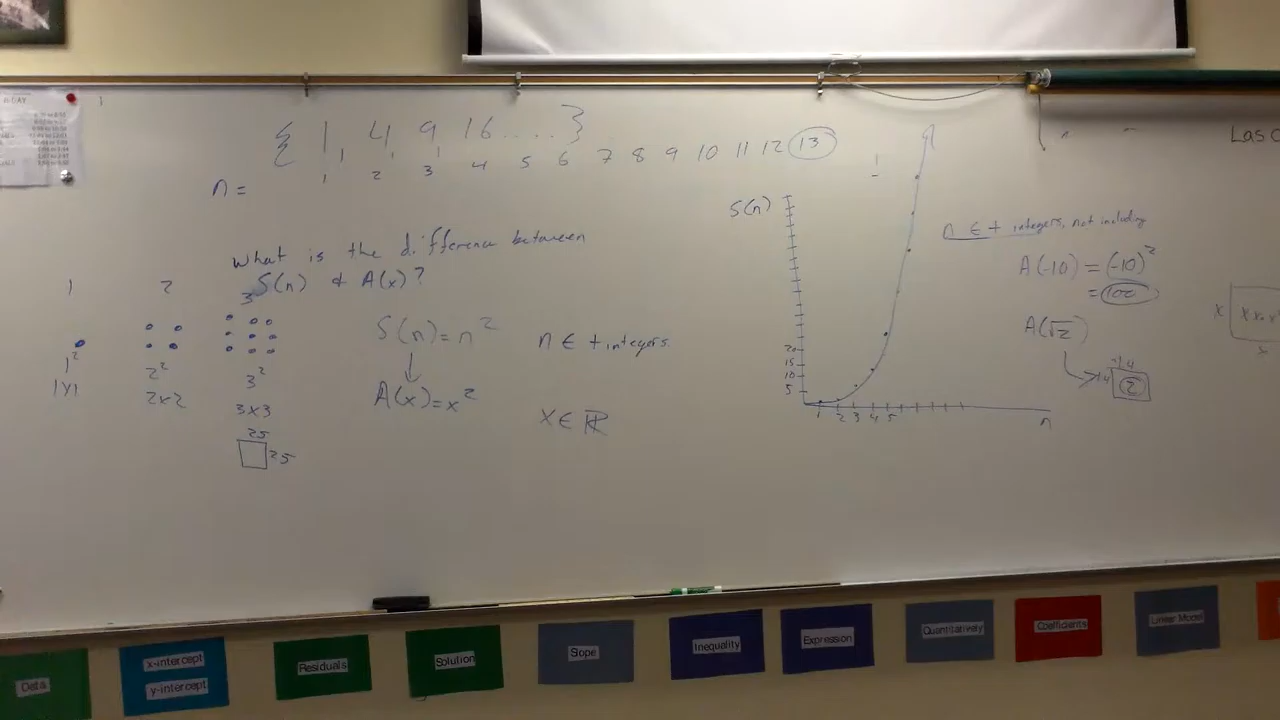 { 1, 4, 9, 16 .... }
n = 1 2 3 4 5 6 7 8 9 10 11 12 13
What is the difference between
S(n) & A(x)?
1 2 3
1² 2² 3²
1x1 2x2 3x3
25
25
S(n) = n² n ∈ + integers
A(x) = x² x ∈ ℝ
S(n)
20
15
10
5
1 2 3 4 5
n
n ∈ + integers, not including
A(-10) = (-10)²
= 100
A(√2)
2
x
Data
x-intercept
y-intercept
Residuals
Solution
Slope
Inequality
Expression
Quantitatively
Coefficients
Linear Model